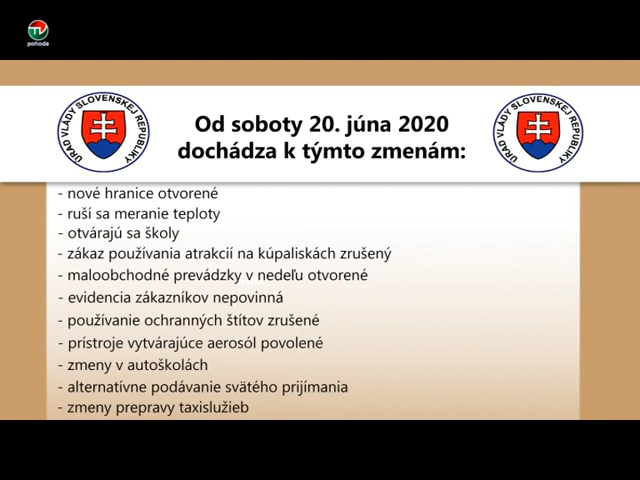 TV
pohoda
ÚRAD VLÁDY SLOVENSKEJ REPUBLIKY
Od soboty 20. júna 2020
dochádza k týmto zmenám:
ÚRAD VLÁDY SLOVENSKEJ REPUBLIKY
- nové hranice otvorené
- ruší sa meranie teploty
- otvárajú sa školy
- zákaz používania atrakcií na kúpaliskách zrušený
- maloobchodné prevádzky v nedeľu otvorené
- evidencia zákazníkov nepovinná
- používanie ochranných štítov zrušené
- prístroje vytvárajúce aerosól povolené
- zmeny v autoškolách
- alternatívne podávanie svätého prijímania
- zmeny prepravy taxislužieb